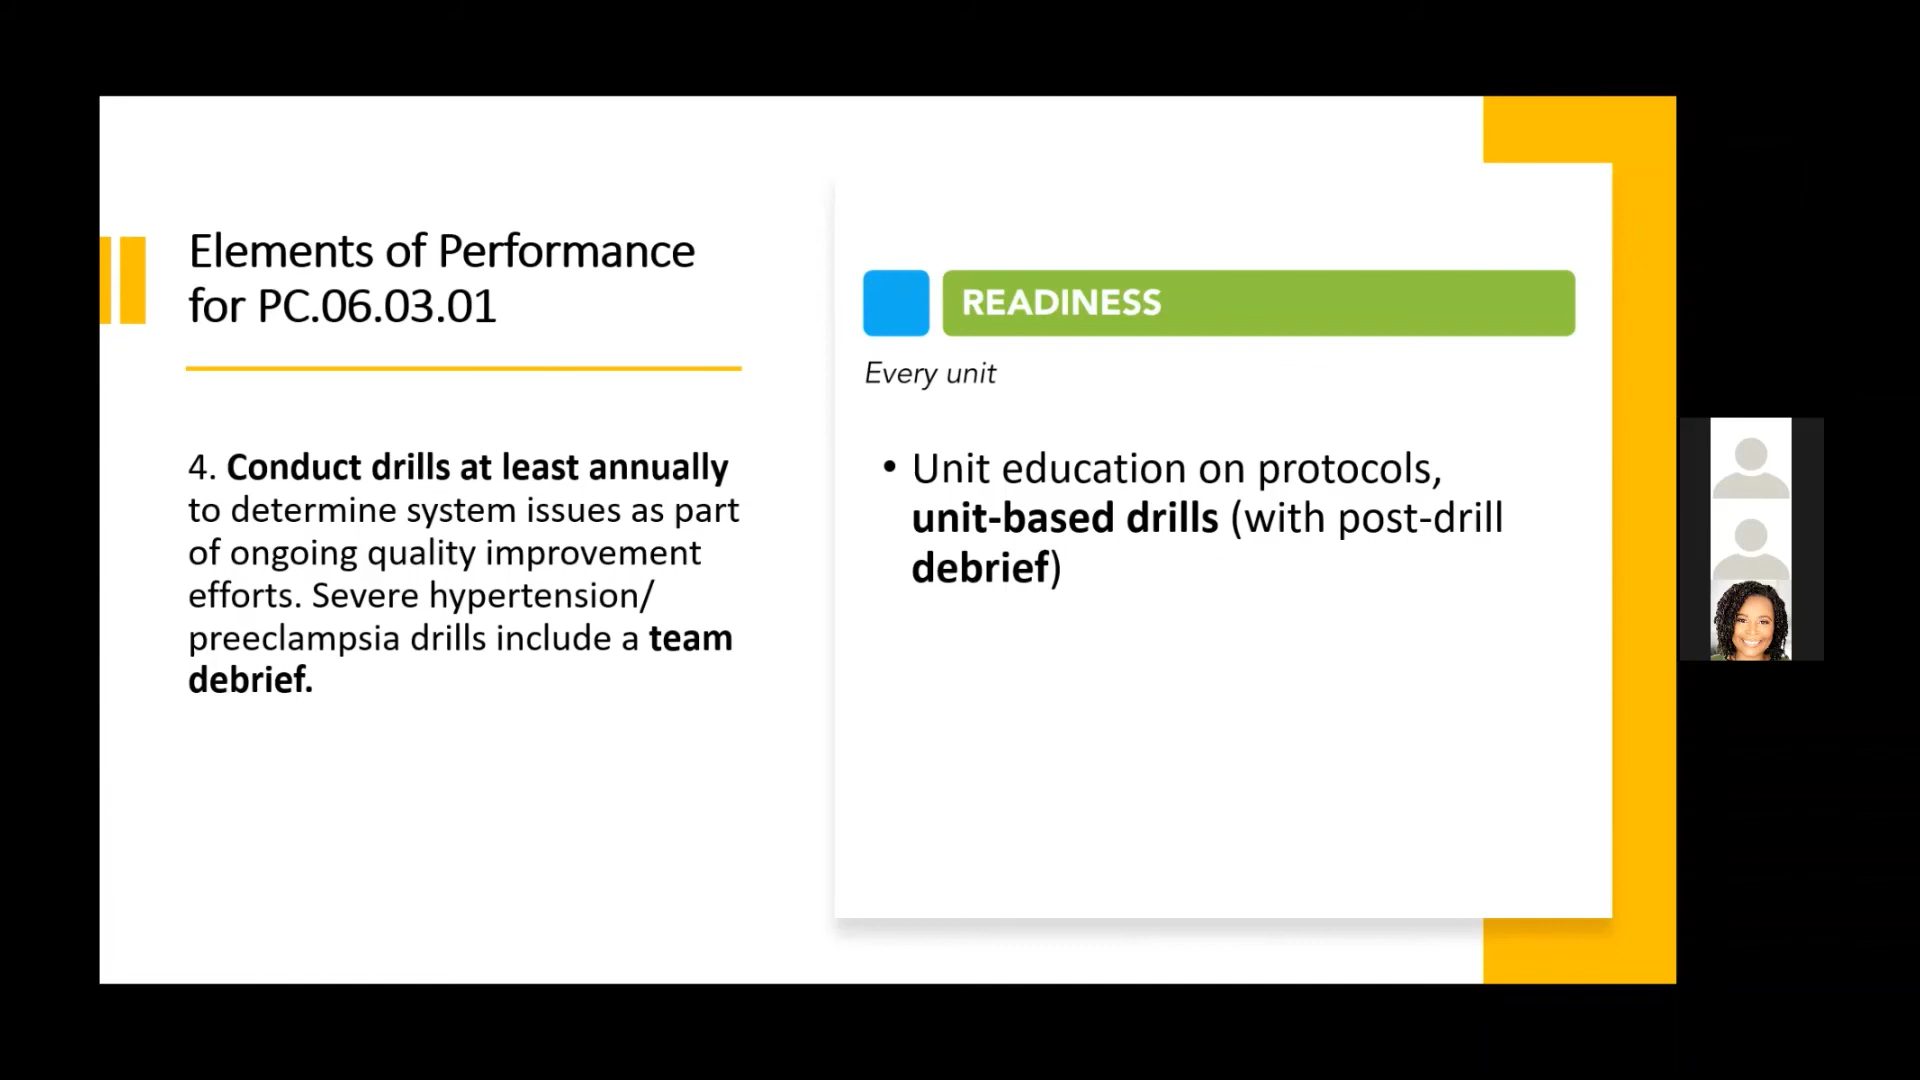 Elements of Performance
for PC.06.03.01
4. Conduct drills at least annually
to determine system issues as part
of ongoing quality improvement
efforts. Severe hypertension/
preeclampsia drills include a team
debrief.
READINESS
Every unit
• Unit education on protocols,
unit-based drills (with post-drill
debrief)